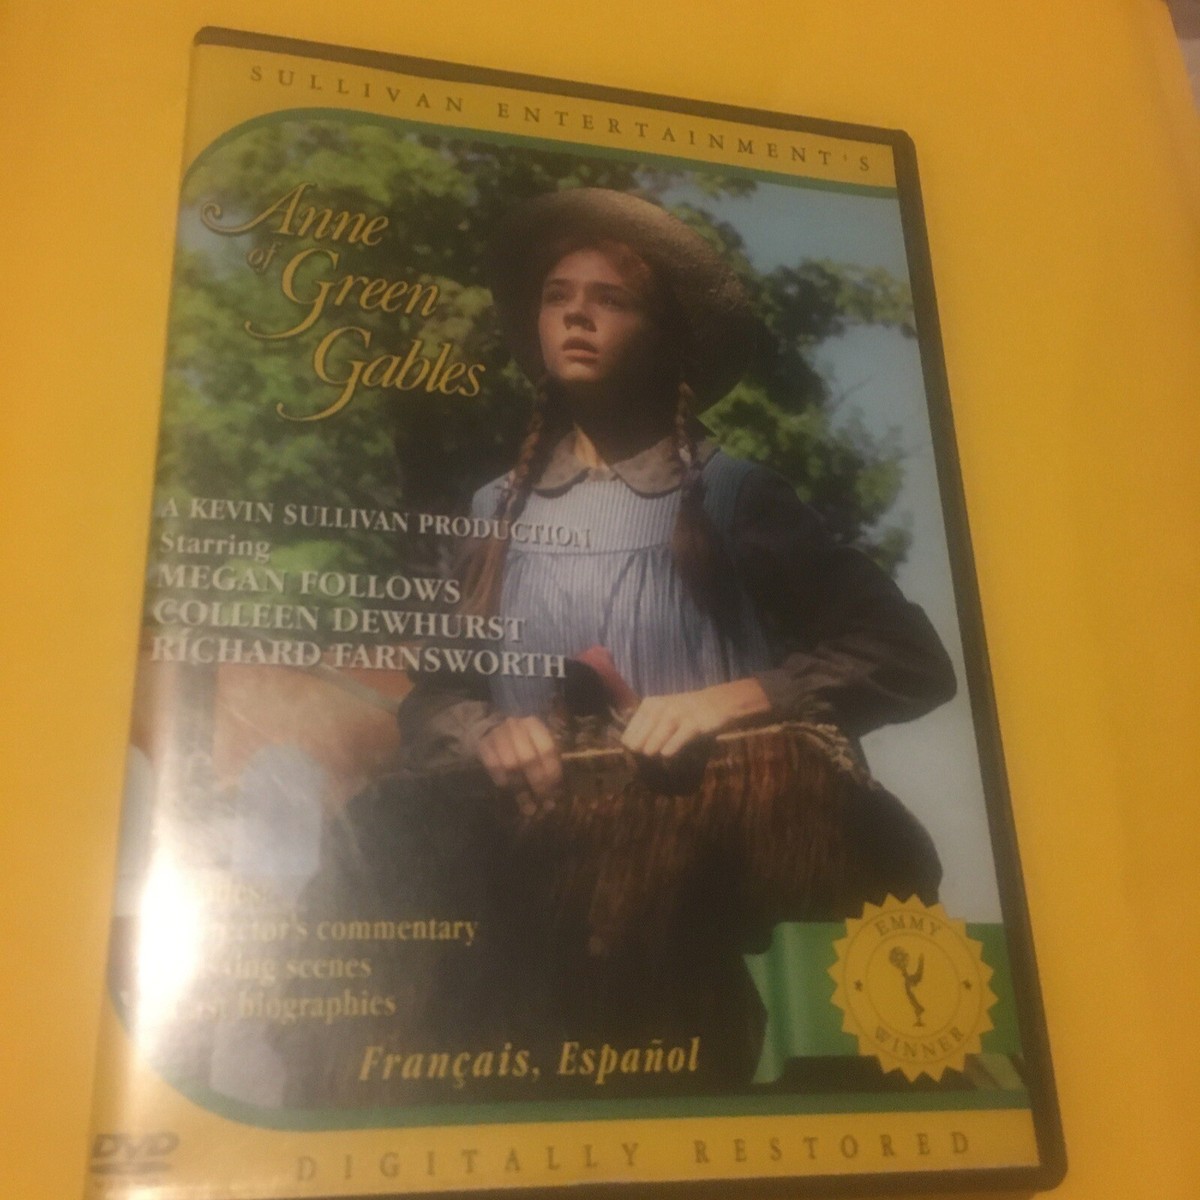 SULLIVAN ENTERTAINMENT'S
Anne
of
Green
Gables
A KEVIN SULLIVAN PRODUCTION
Starring
MEGAN FOLLOWS
COLLEEN DEWHURST
RICHARD FARNSWORTH
commentary
scenes
biographies
Français, Español
EMMY
WINNER
DVD
DIGITALLY RESTORED